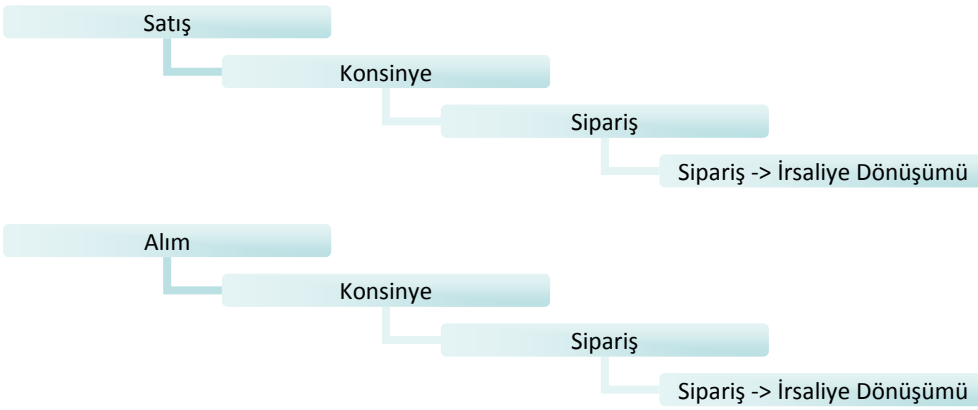 Satış
Konsinye
Sipariş
Sipariş -> İrsaliye Dönüşümü
Alım
Konsinye
Sipariş
Sipariş -> İrsaliye Dönüşümü